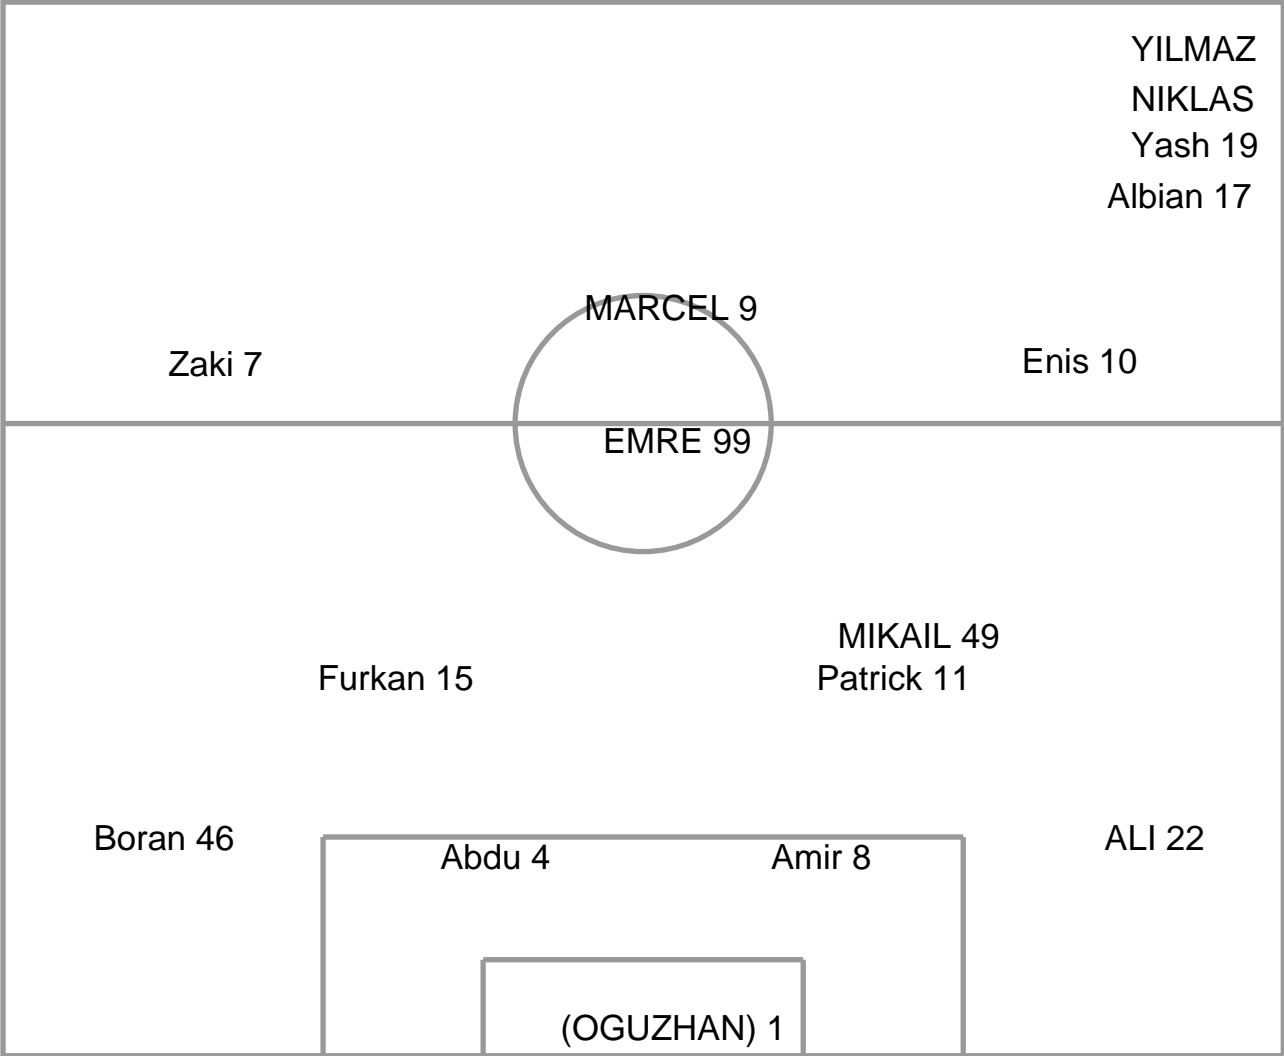 YILMAZ
NIKLAS
Yash 19
Albian 17
MARCEL 9
Zaki 7
Enis 10
EMRE 99
MIKAIL 49
Furkan 15
Patrick 11
Boran 46
ALI 22
Abdu 4
Amir 8
(OGUZHAN) 1